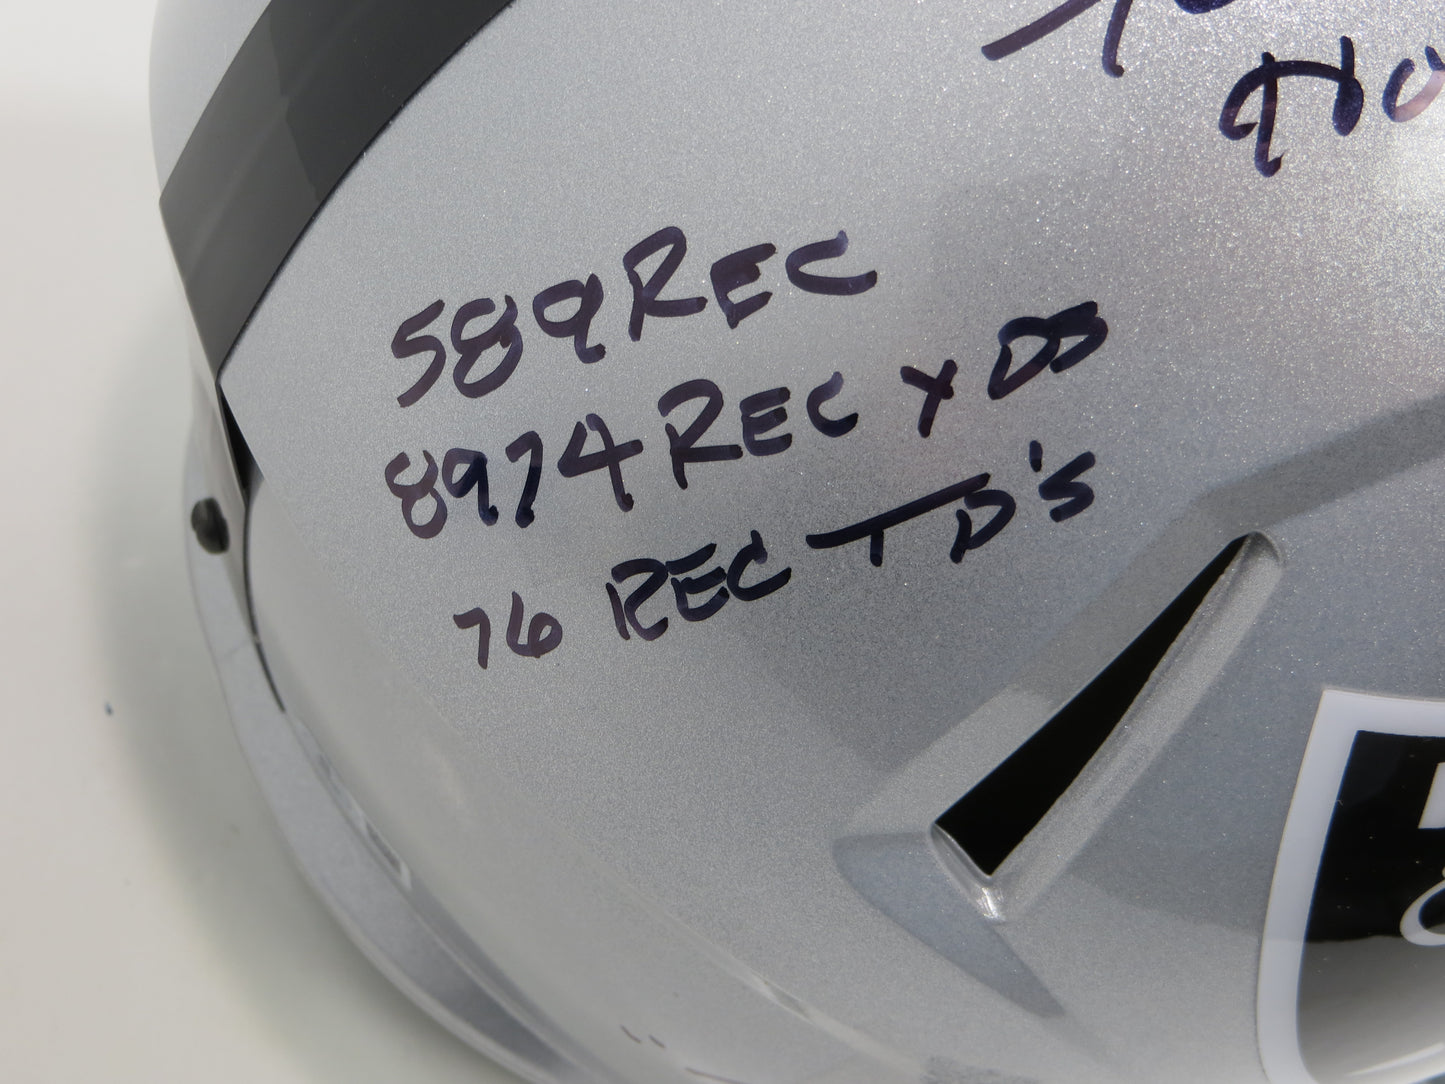 589 REC
8974 REC YDS
76 REC TD'S